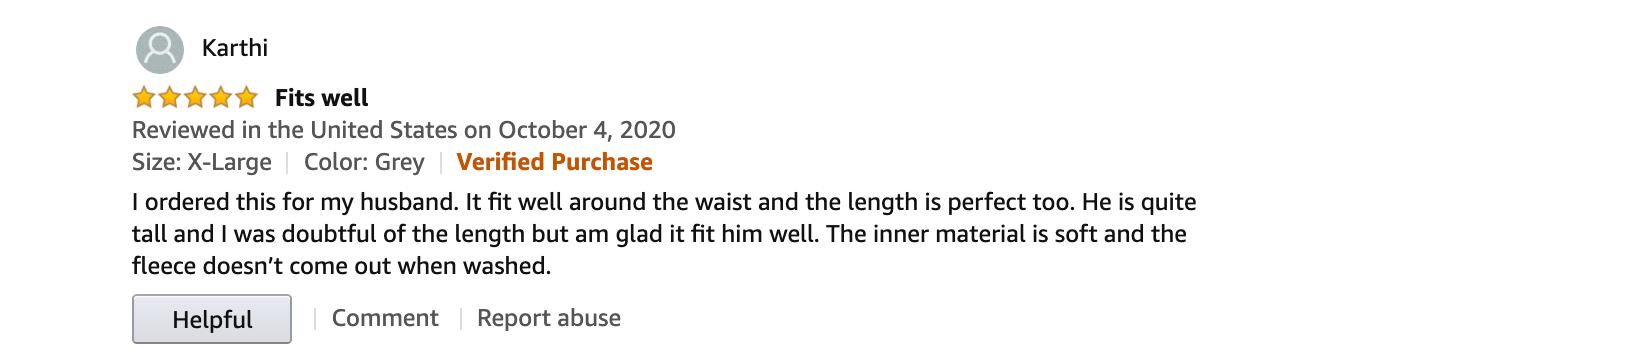 Karthi
Fits well
Reviewed in the United States on October 4, 2020
Size: X-Large | Color: Grey | Verified Purchase
I ordered this for my husband. It fit well around the waist and the length is perfect too. He is quite
tall and I was doubtful of the length but am glad it fit him well. The inner material is soft and the
fleece doesn’t come out when washed.
Helpful | Comment | Report abuse